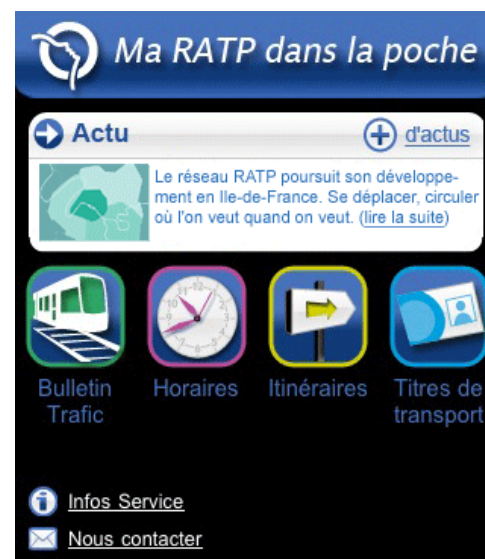 Ma RATP dans la poche
Actu
d'actus
Le réseau RATP poursuit son développe-
ment en Ile-de-France. Se déplacer, circuler
où l'on veut quand on veut. (lire la suite)
Bulletin
Trafic
Horaires
Itinéraires
Titres de
transport
Infos Service
Nous contacter